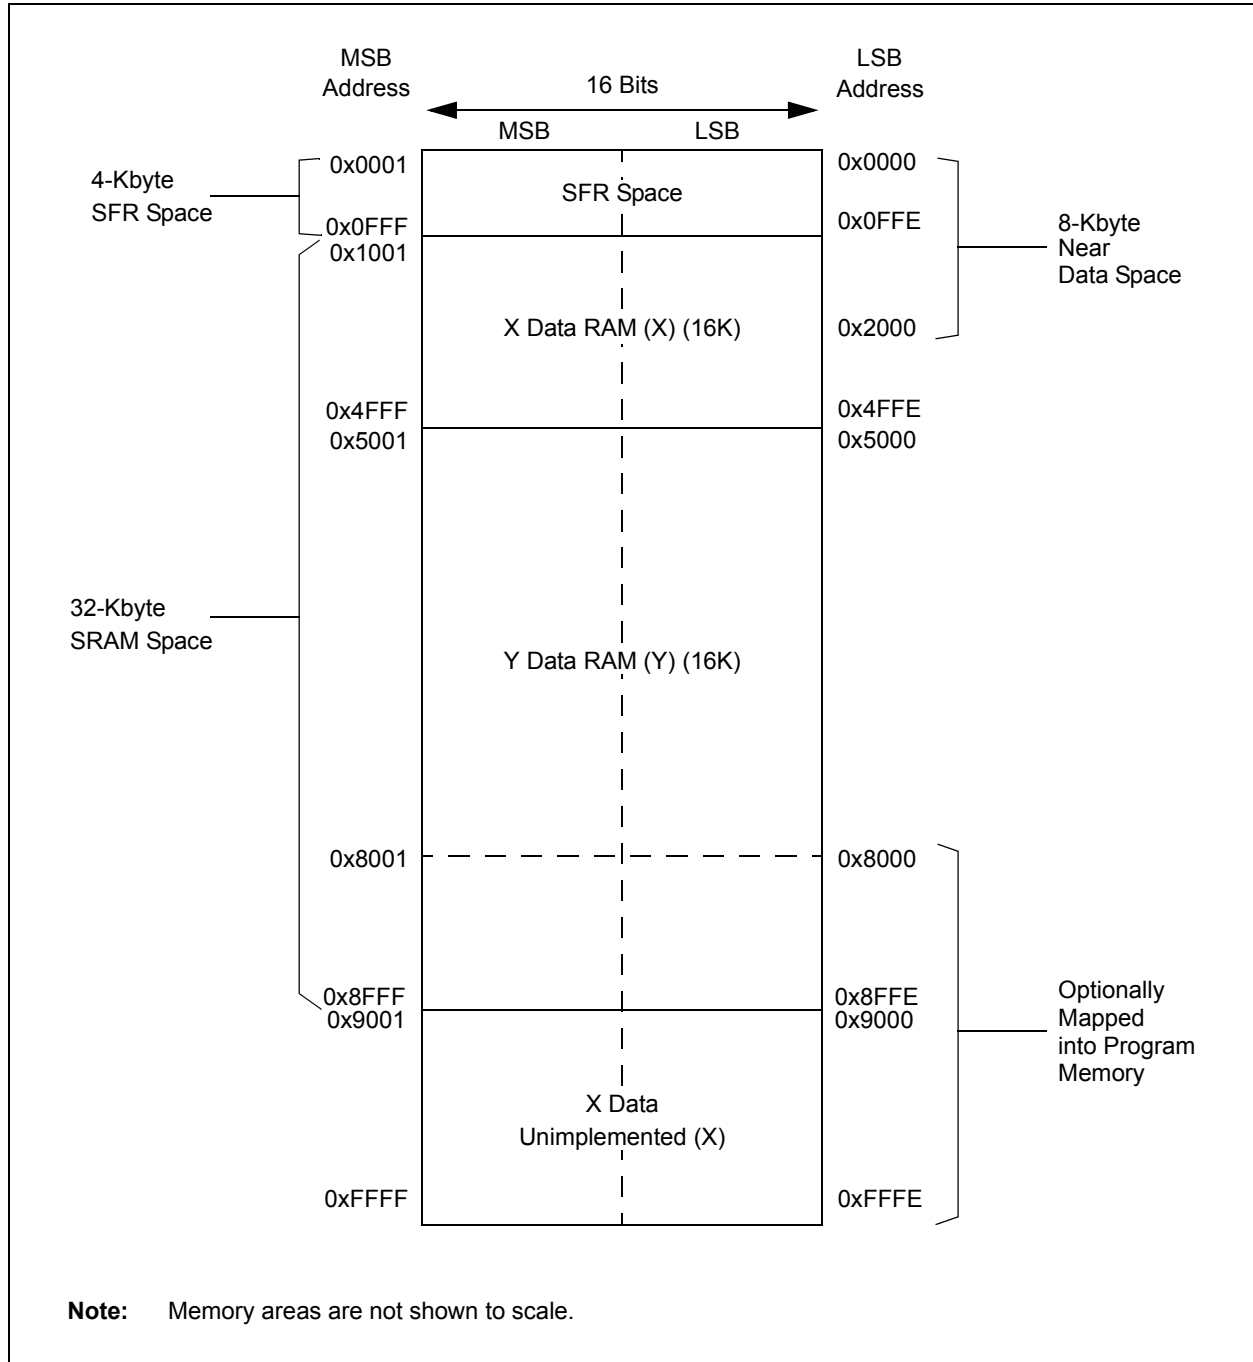 MSB
Address
LSB
Address
16 Bits
MSB
LSB
0x0001
0x0000
4-Kbyte
SFR Space
SFR Space
0x0FFF
0x0FFE
8-Kbyte
Near
Data Space
0x1001
X Data RAM (X) (16K)
0x2000
0x4FFF
0x4FFE
0x5001
0x5000
32-Kbyte
SRAM Space
Y Data RAM (Y) (16K)
0x8001
0x8000
0x8FFF
0x8FFE
0x9001
0x9000
Optionally
Mapped
into Program
Memory
X Data
Unimplemented (X)
0xFFFF
0xFFFE
Note: Memory areas are not shown to scale.